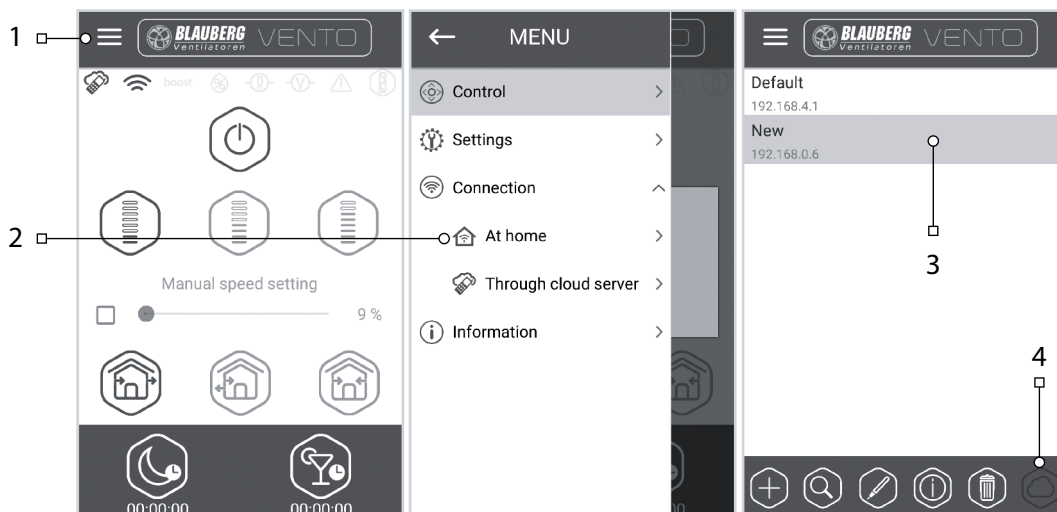 1
BLAUBERG
Ventilatoren
VENTO
boost
R
V
Manual speed setting
9 %
00:00:00
00:00:00
MENU
Control
Settings
2
Connection
At home
Through cloud server
i
Information
BLAUBERG
Ventilatoren
VENTO
Default
192.168.4.1
New
192.168.0.6
3
4
i